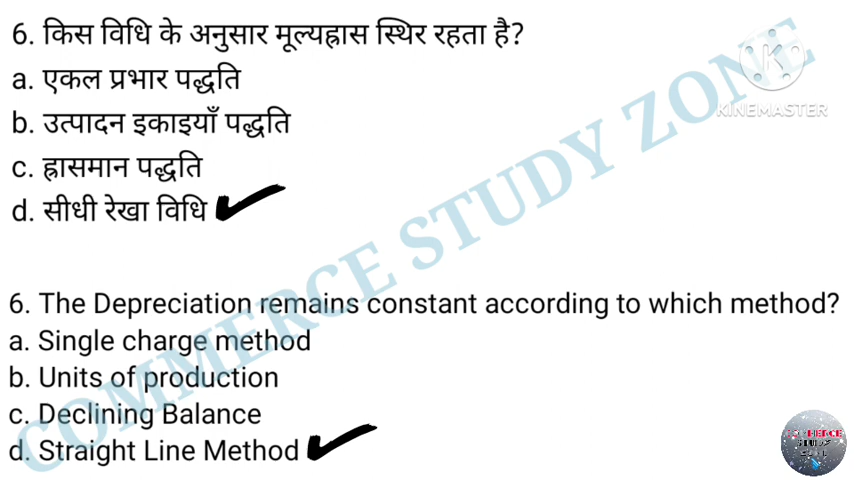 6. किस विधि के अनुसार मूल्यह्रास स्थिर रहता है?
a. एकल प्रभार पद्धति
b. उत्पादन इकाइयाँ पद्धति
c. ह्रासमान पद्धति
d. सीधी रेखा विधि
KINEMASTER
COMMERCE STUDY ZONE
6. The Depreciation remains constant according to which method?
a. Single charge method
b. Units of production
c. Declining Balance
d. Straight Line Method
COMMERCE